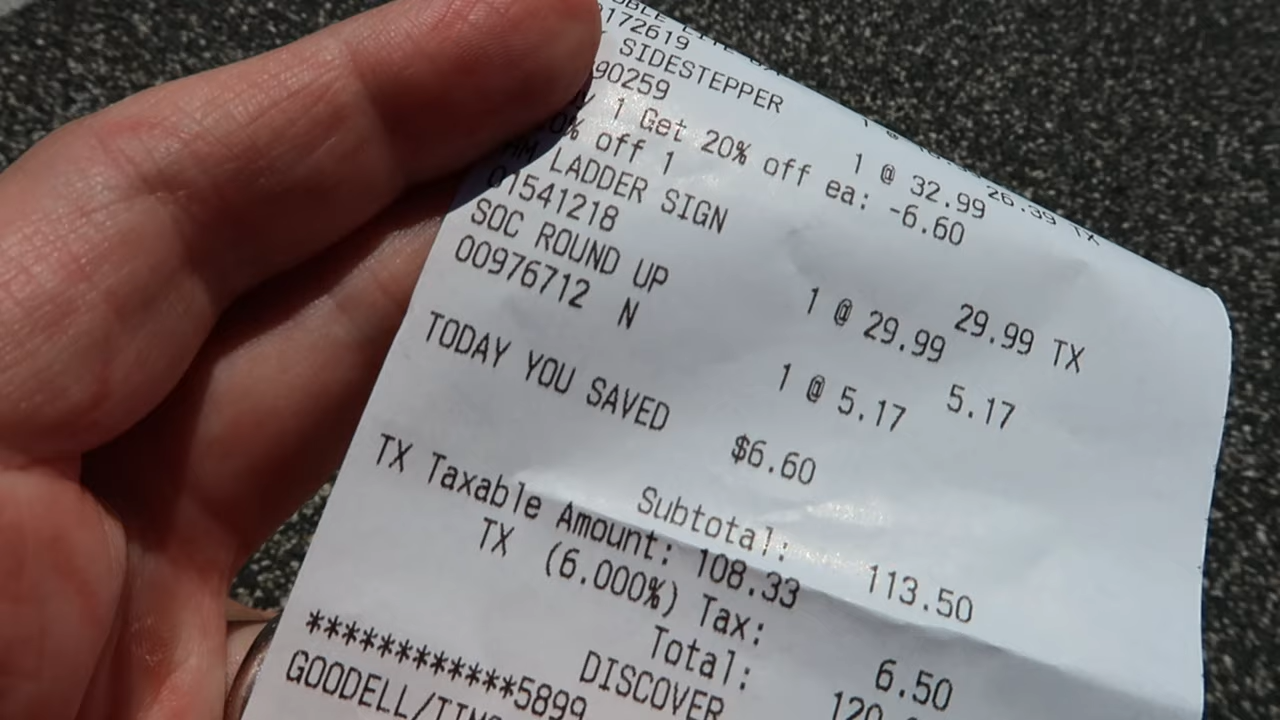 172619
SIDESTEPPER 26.39 TX
90259 1 @ 32.99
1 Get 20% off ea: -6.60
0% off 1
LADDER SIGN 29.99 TX
01541218 1 @ 29.99
SOC ROUND UP 5.17
00976712 N 1 @ 5.17
TODAY YOU SAVED $6.60
Subtotal: 113.50
TX Taxable Amount: 108.33
TX (6.000%) Tax: 6.50
Total: 120
DISCOVER
************5899
GOODELL/